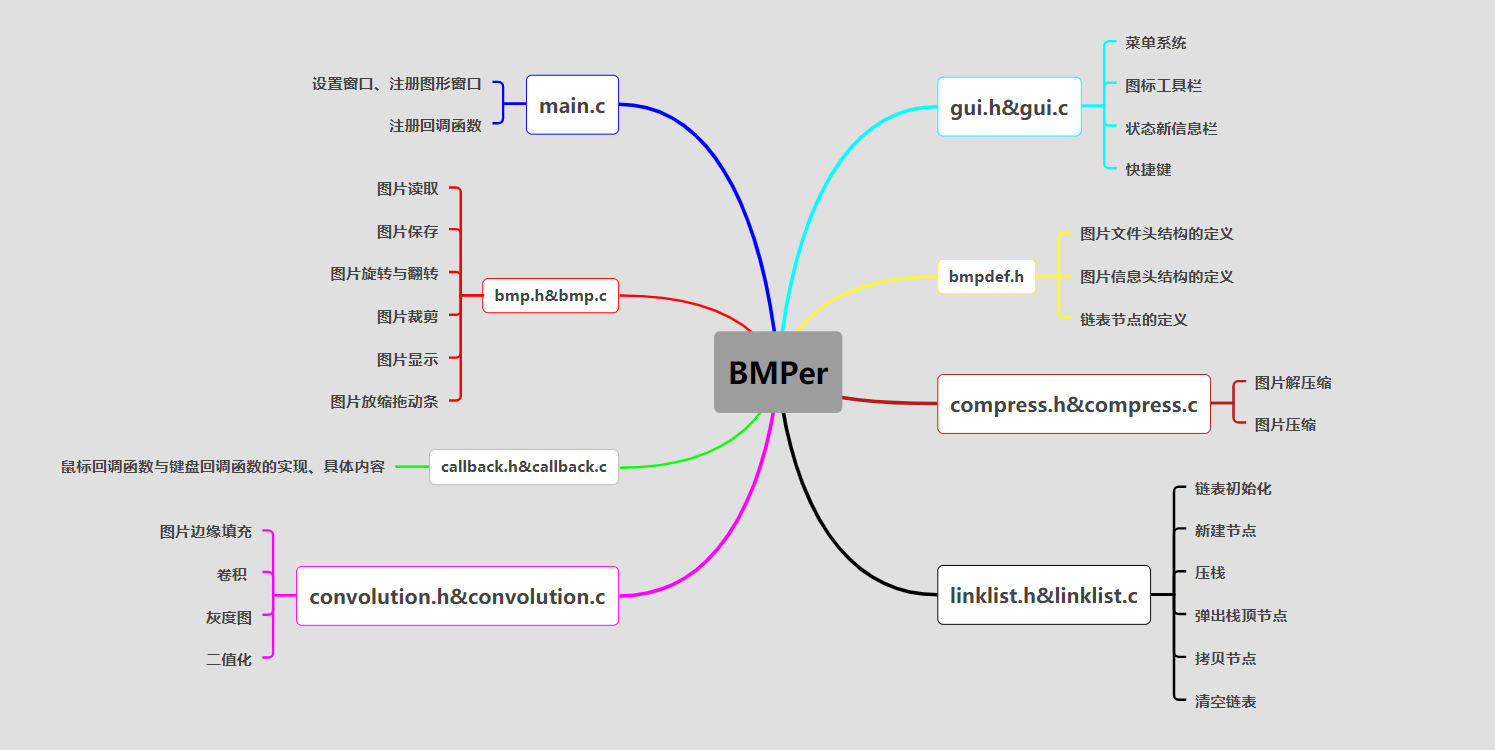 BMPer
main.c
设置窗口、注册图形窗口
注册回调函数
bmp.h&bmp.c
图片读取
图片保存
图片旋转与翻转
图片裁剪
图片显示
图片放缩拖动条
callback.h&callback.c
鼠标回调函数与键盘回调函数的实现、具体内容
convolution.h&convolution.c
图片边缘填充
卷积
灰度图
二值化
gui.h&gui.c
菜单系统
图标工具栏
状态新信息栏
快捷键
bmpdef.h
图片文件头结构的定义
图片信息头结构的定义
链表节点的定义
compress.h&compress.c
图片解压缩
图片压缩
linklist.h&linklist.c
链表初始化
新建节点
压栈
弹出栈顶节点
拷贝节点
清空链表